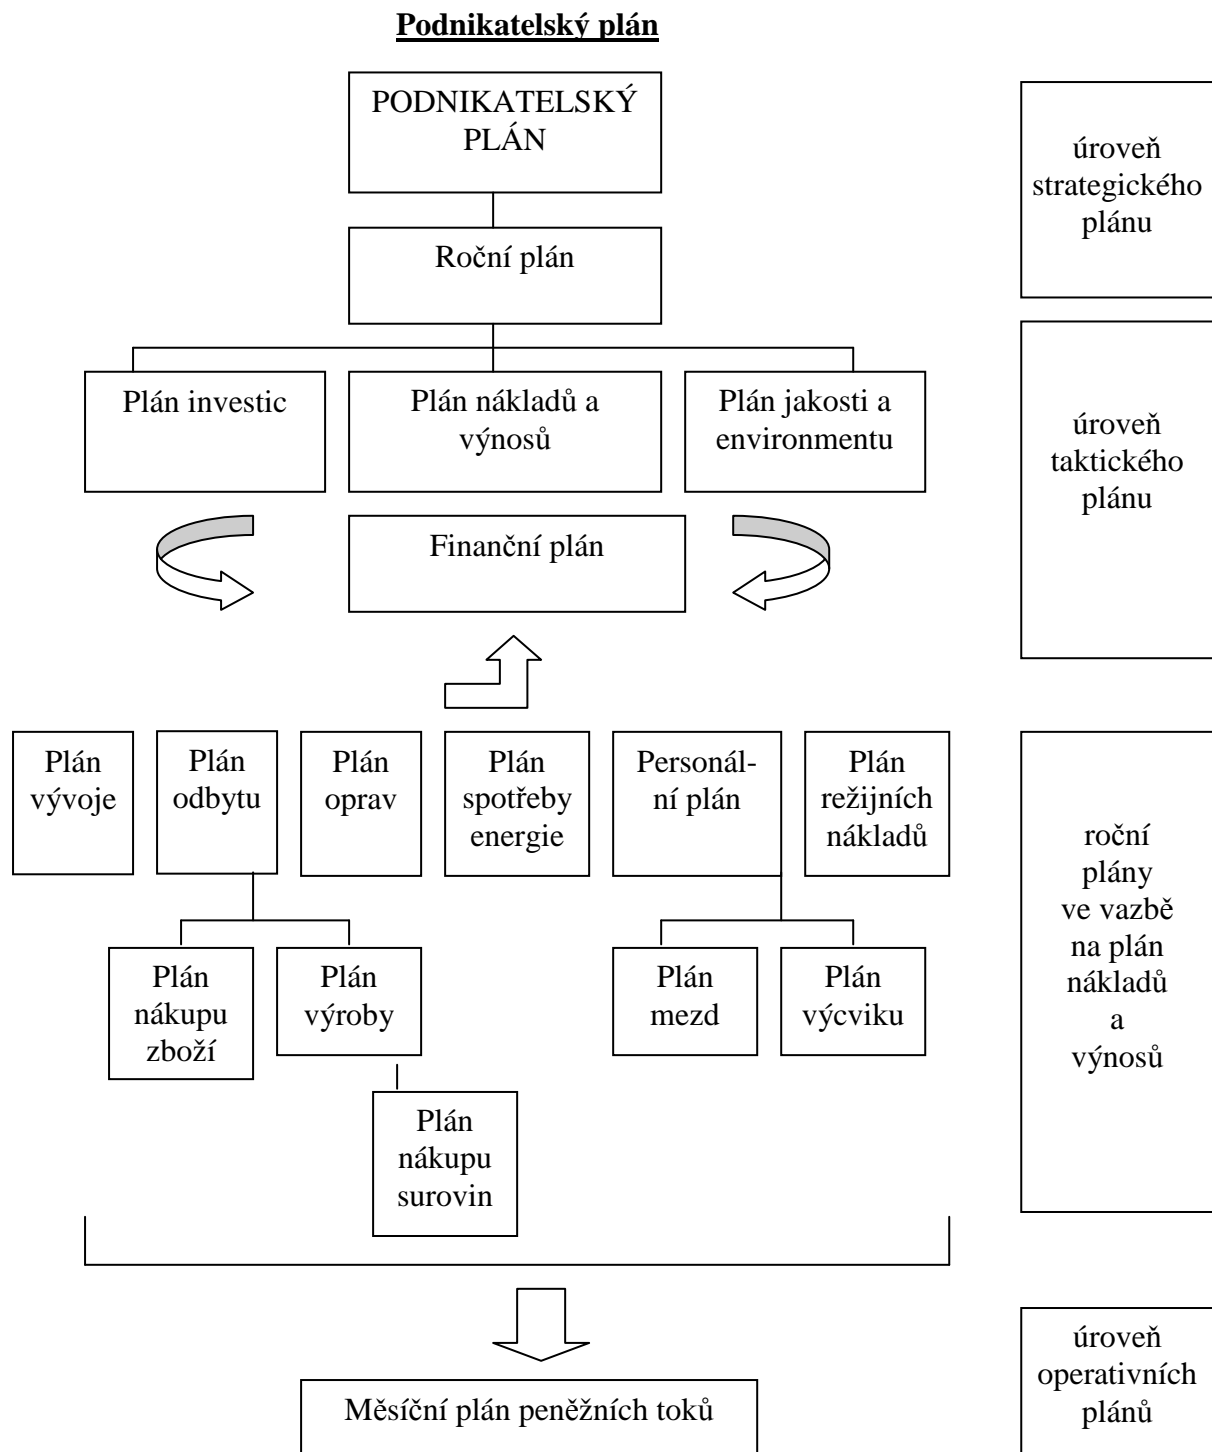 Podnikatelský plán
PODNIKATELSKÝ
PLÁN
úroveň
strategického
plánu
Roční plán
Plán investic
Plán nákladů a
výnosů
Plán jakosti a
environmentu
úroveň
taktického
plánu
Finanční plán
Plán
vývoje
Plán
odbytu
Plán
oprav
Plán
spotřeby
energie
Personál-
ní plán
Plán
režijních
nákladů
roční
plány
ve vazbě
na plán
nákladů
a
výnosů
Plán
nákupu
zboží
Plán
výroby
Plán
mezd
Plán
výcviku
Plán
nákupu
surovin
úroveň
operativních
plánů
Měsíční plán peněžních toků